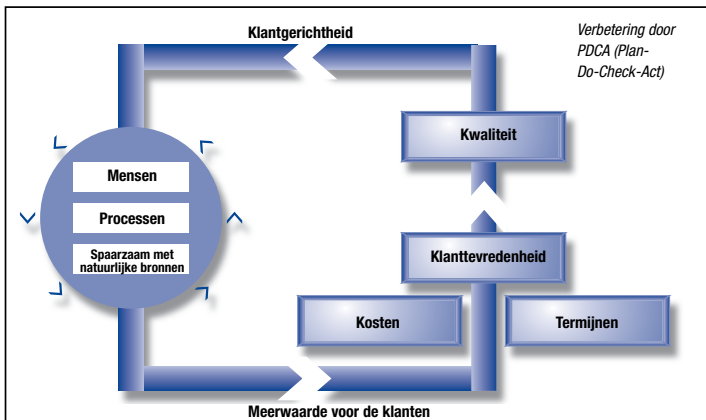 Klantgerichtheid
Verbetering door
PDCA (Plan-
Do-Check-Act)
Kwaliteit
Mensen
Processen
Spaarzaam met
natuurlijke bronnen
Klanttevredenheid
Kosten
Termijnen
Meerwaarde voor de klanten